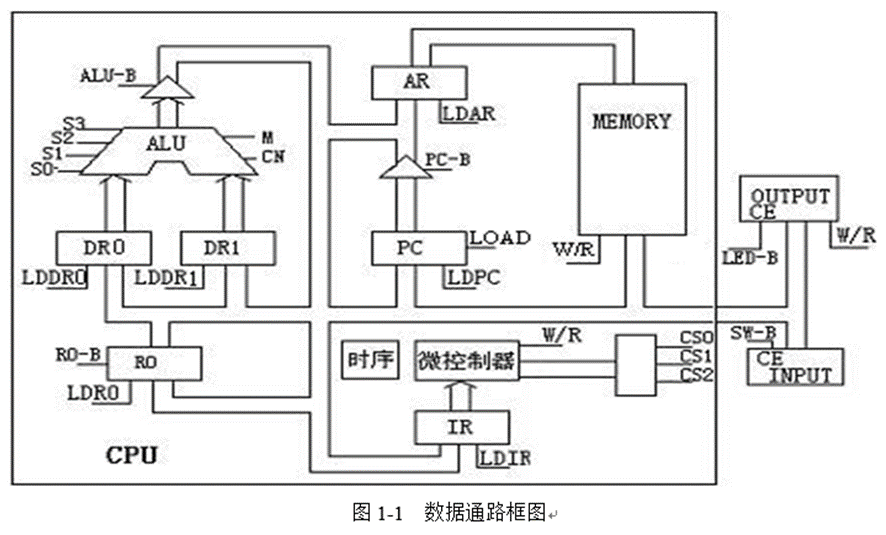 ALU-B
S3
S2
S1
S0
ALU
M
CN
AR
LDAR
PC-B
MEMORY
W/R
OUTPUT
CE
LED-B
W/R
DR0
LDDR0
DR1
LDDR1
PC
LOAD
LDPC
R0-B
R0
LDR0
时序
微控制器
W/R
CS0
CS1
CS2
SW-B
CE
INPUT
IR
LDIR
CPU
图 1-1 数据通路框图